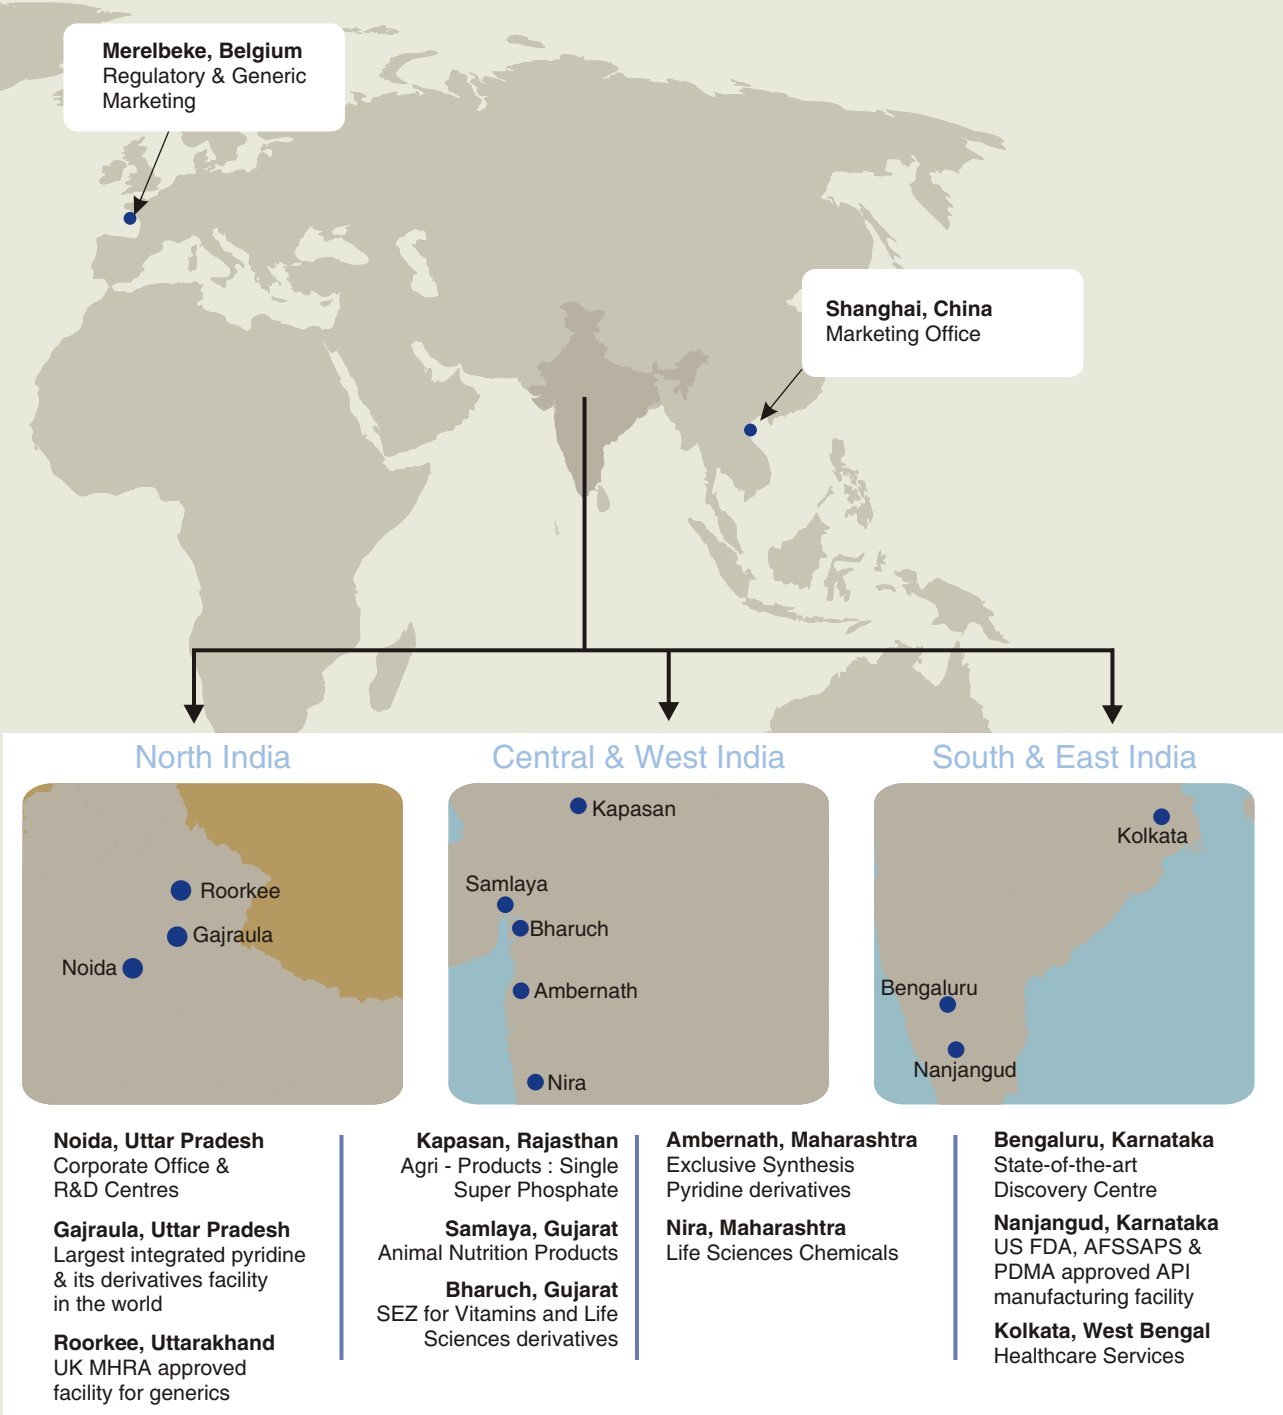 Merelbeke, Belgium
Regulatory & Generic
Marketing
Shanghai, China
Marketing Office
North India
Central & West India
South & East India
Roorkee
Gajraula
Noida
Kapasan
Samlaya
Bharuch
Ambernath
Nira
Kolkata
Bengaluru
Nanjangud
Noida, Uttar Pradesh
Corporate Office &
R&D Centres
Gajraula, Uttar Pradesh
Largest integrated pyridine
& its derivatives facility
in the world
Roorkee, Uttarakhand
UK MHRA approved
facility for generics
Kapasan, Rajasthan
Agri - Products : Single
Super Phosphate
Samlaya, Gujarat
Animal Nutrition Products
Bharuch, Gujarat
SEZ for Vitamins and Life
Sciences derivatives
Ambernath, Maharashtra
Exclusive Synthesis
Pyridine derivatives
Nira, Maharashtra
Life Sciences Chemicals
Bengaluru, Karnataka
State-of-the-art
Discovery Centre
Nanjangud, Karnataka
US FDA, AFSSAPS &
PDMA approved API
manufacturing facility
Kolkata, West Bengal
Healthcare Services